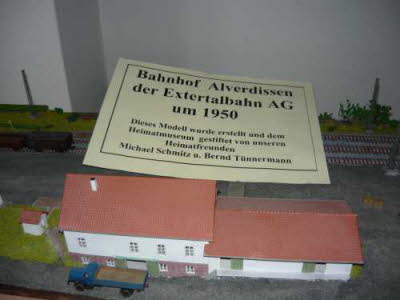 Bahnhof Alverdissen
der Extertalbahn AG
um 1950
Dieses Modell wurde erstellt und dem
Heimatmuseum gestiftet von unseren
Heimatfreunden
Michael Schmitz u. Bernd Tünnermann